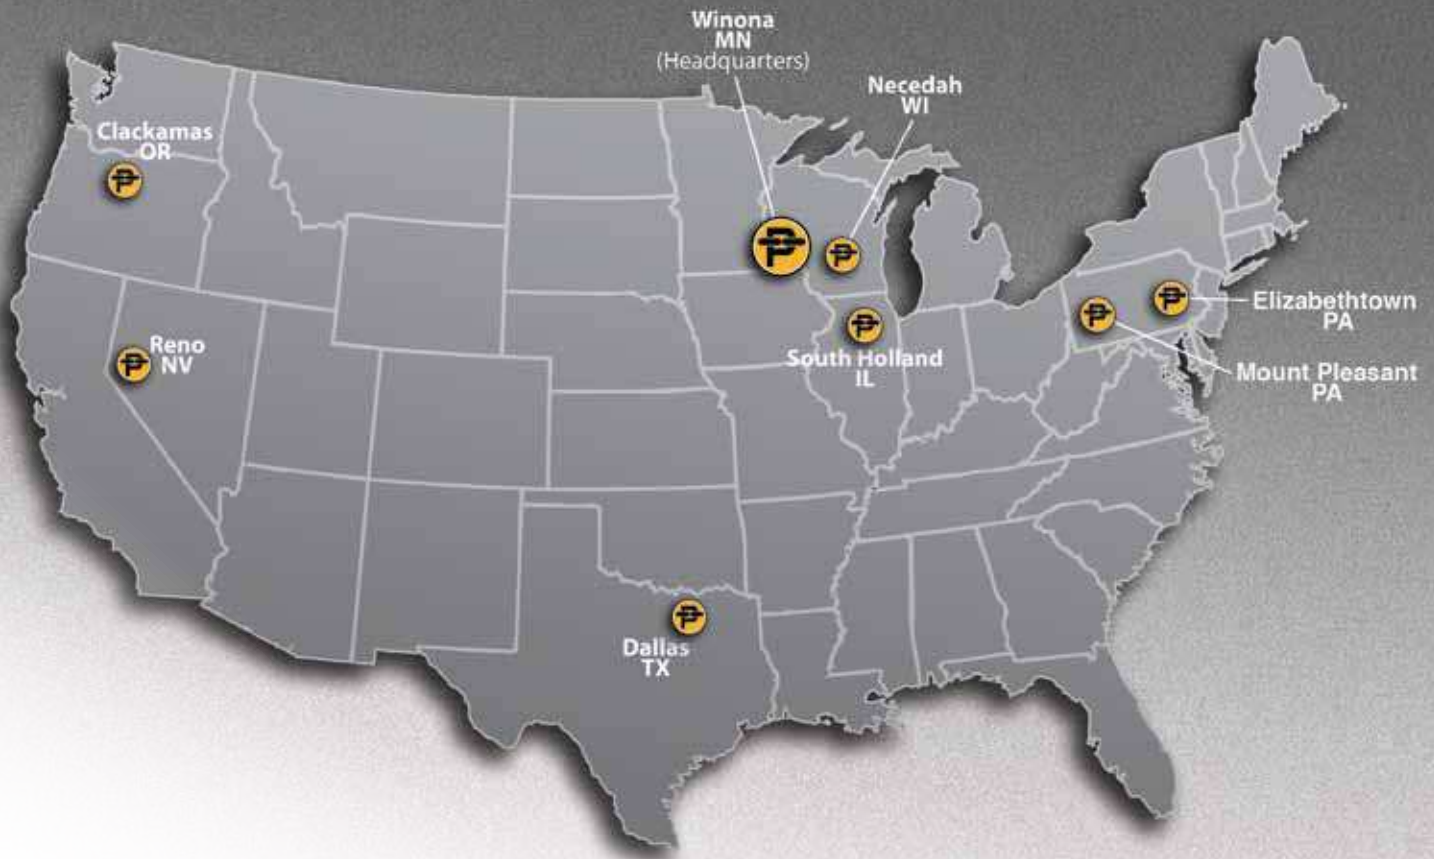 Winona
MN
(Headquarters)
Necedah
WI
Clackamas
OR
Elizabethtown
PA
Reno
NV
South Holland
IL
Mount Pleasant
PA
Dallas
TX